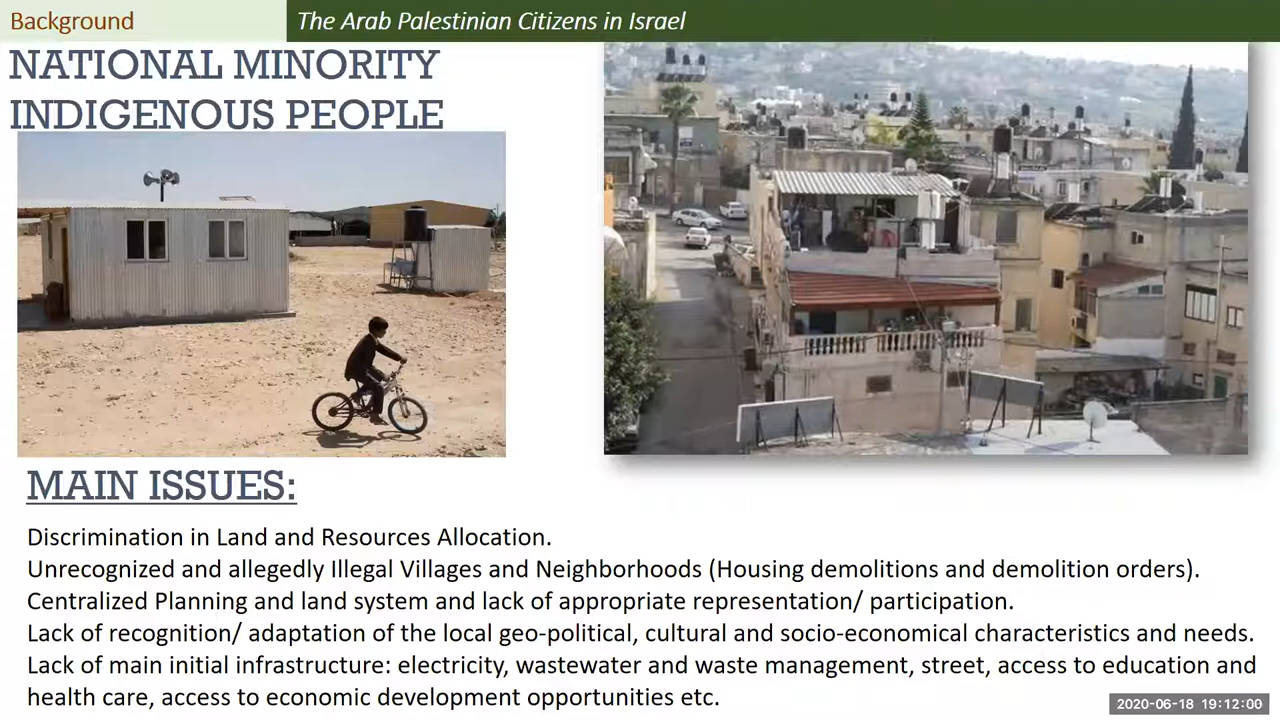 Background
The Arab Palestinian Citizens in Israel
NATIONAL MINORITY
INDIGENOUS PEOPLE
MAIN ISSUES:
Discrimination in Land and Resources Allocation.
Unrecognized and allegedly Illegal Villages and Neighborhoods (Housing demolitions and demolition orders).
Centralized Planning and land system and lack of appropriate representation/ participation.
Lack of recognition/ adaptation of the local geo-political, cultural and socio-economical characteristics and needs.
Lack of main initial infrastructure: electricity, wastewater and waste management, street, access to education and
health care, access to economic development opportunities etc.
2020-06-18 19:12:00